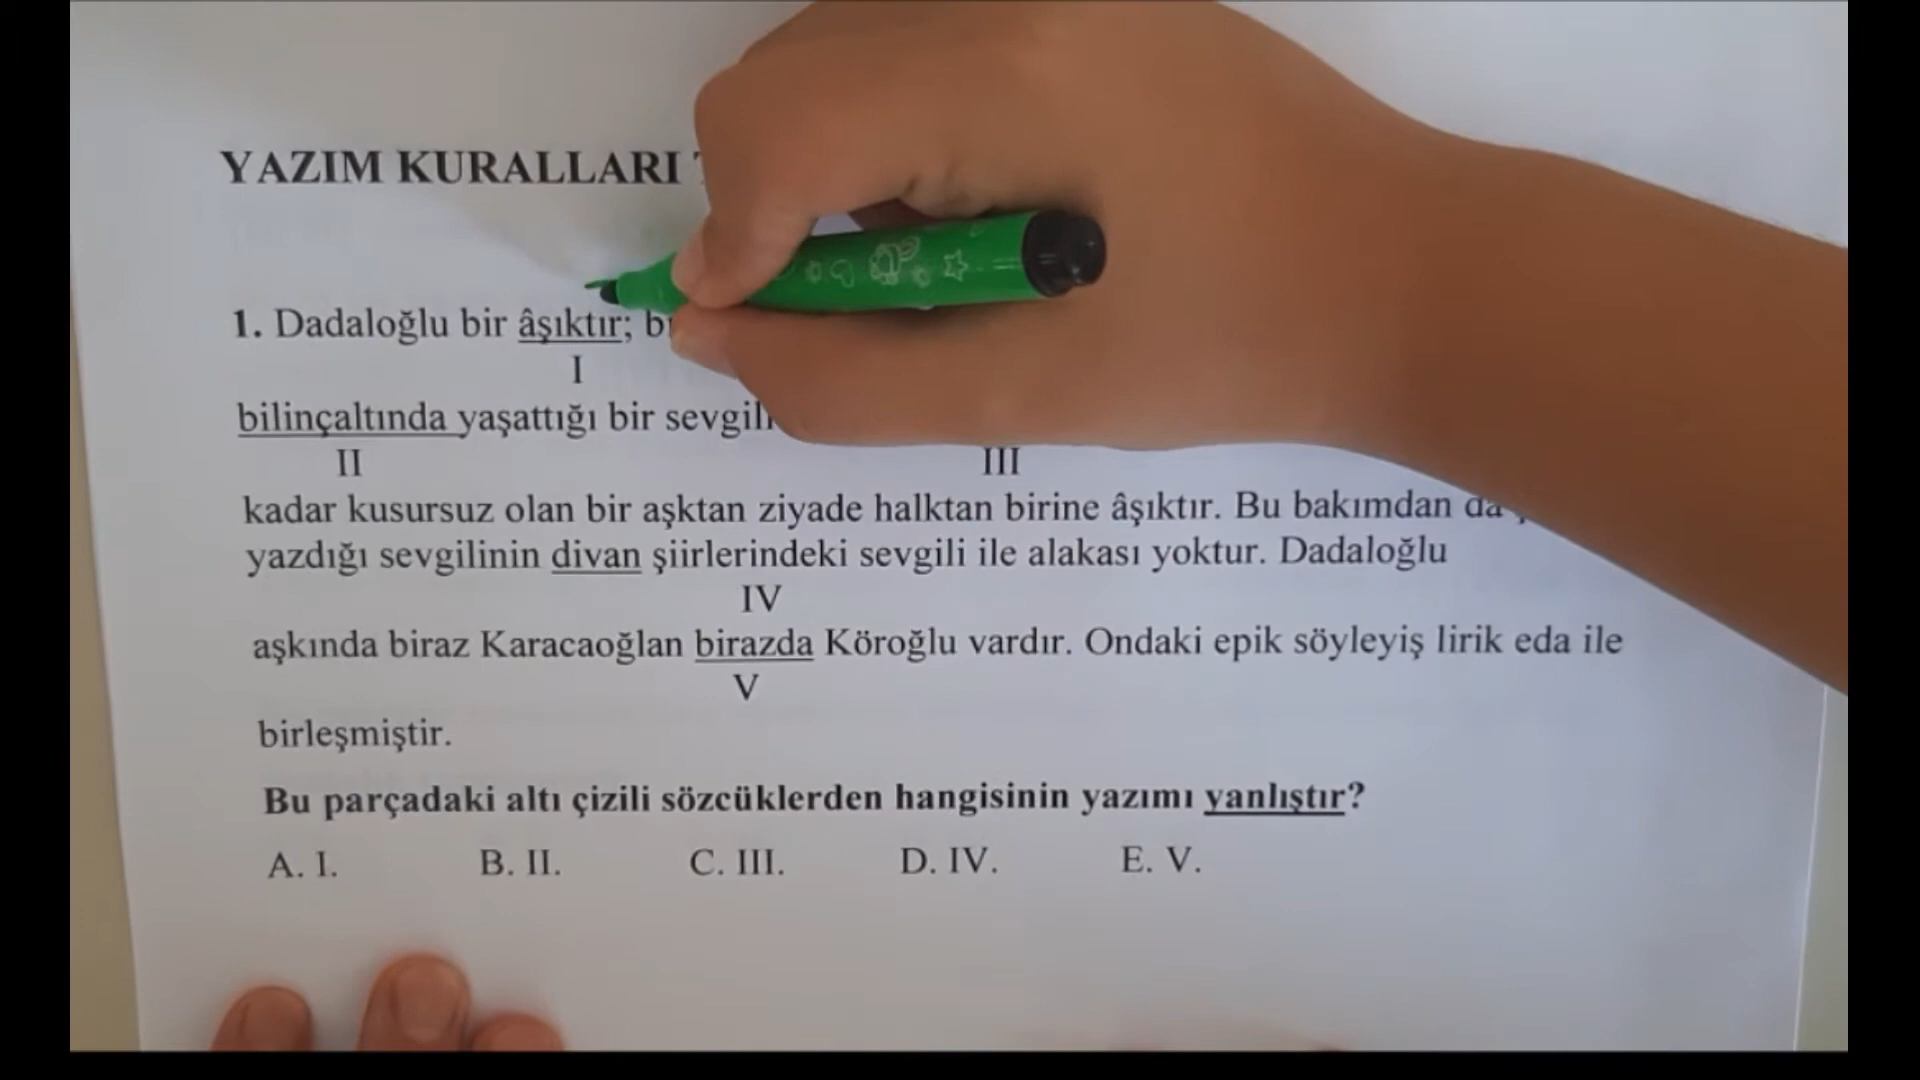 YAZIM KURALLARI
1. Dadaloğlu bir âşıktır;
I
bilinçaltında yaşattığı bir
II
III
kadar kusursuz olan bir aşktan ziyade halktan birine âşıktır. Bu bakımdan
yazdığı sevgilinin divan şiirlerindeki sevgili ile alakası yoktur. Dadaloğlu
IV
aşkında biraz Karacaoğlan birazda Köroğlu vardır. Ondaki epik söyleyiş lirik eda ile
V
birleşmiştir.
Bu parçadaki altı çizili sözcüklerden hangisinin yazımı yanlıştır?
A. I. B. II. C. III. D. IV. E. V.